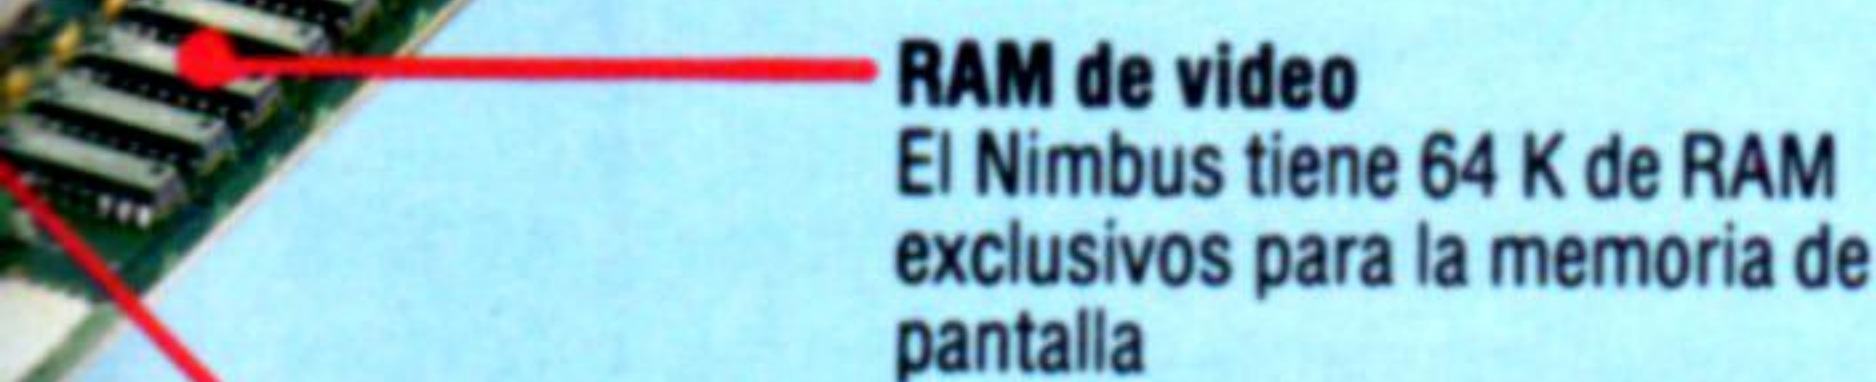 RAM de video
El Nimbus tiene 64 K de RAM
exclusivos para la memoria de
pantalla